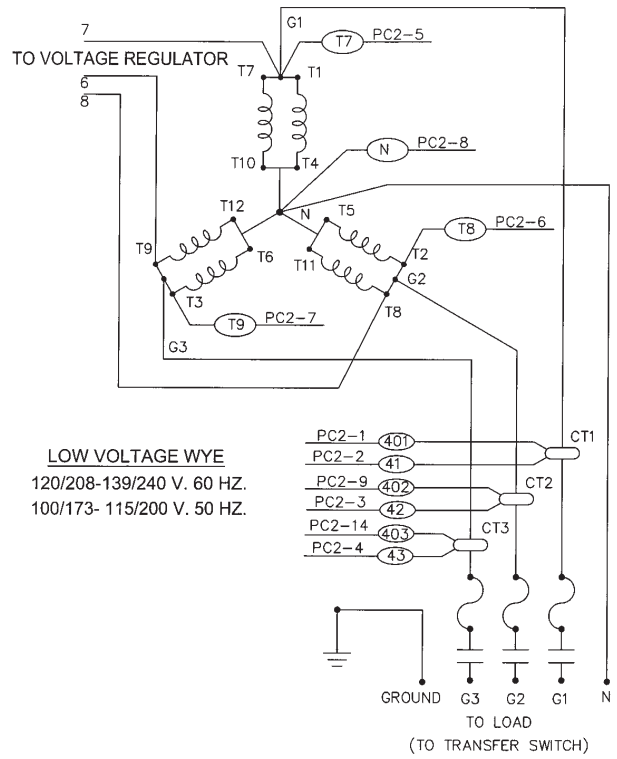 7
G1
T7
PC2-5
TO VOLTAGE REGULATOR
T7
T1
6
8
T10
T4
N
PC2-8
N
T12
T5
T8
PC2-6
T9
T6
T11
T2
G2
T3
T8
T9
PC2-7
G3
LOW VOLTAGE WYE
120/208-139/240 V. 60 HZ.
100/173- 115/200 V. 50 HZ.
PC2-1
401
CT1
PC2-2
41
PC2-9
402
CT2
PC2-3
42
PC2-14
403
CT3
PC2-4
43
GROUND
G3
G2
G1
N
TO LOAD
(TO TRANSFER SWITCH)